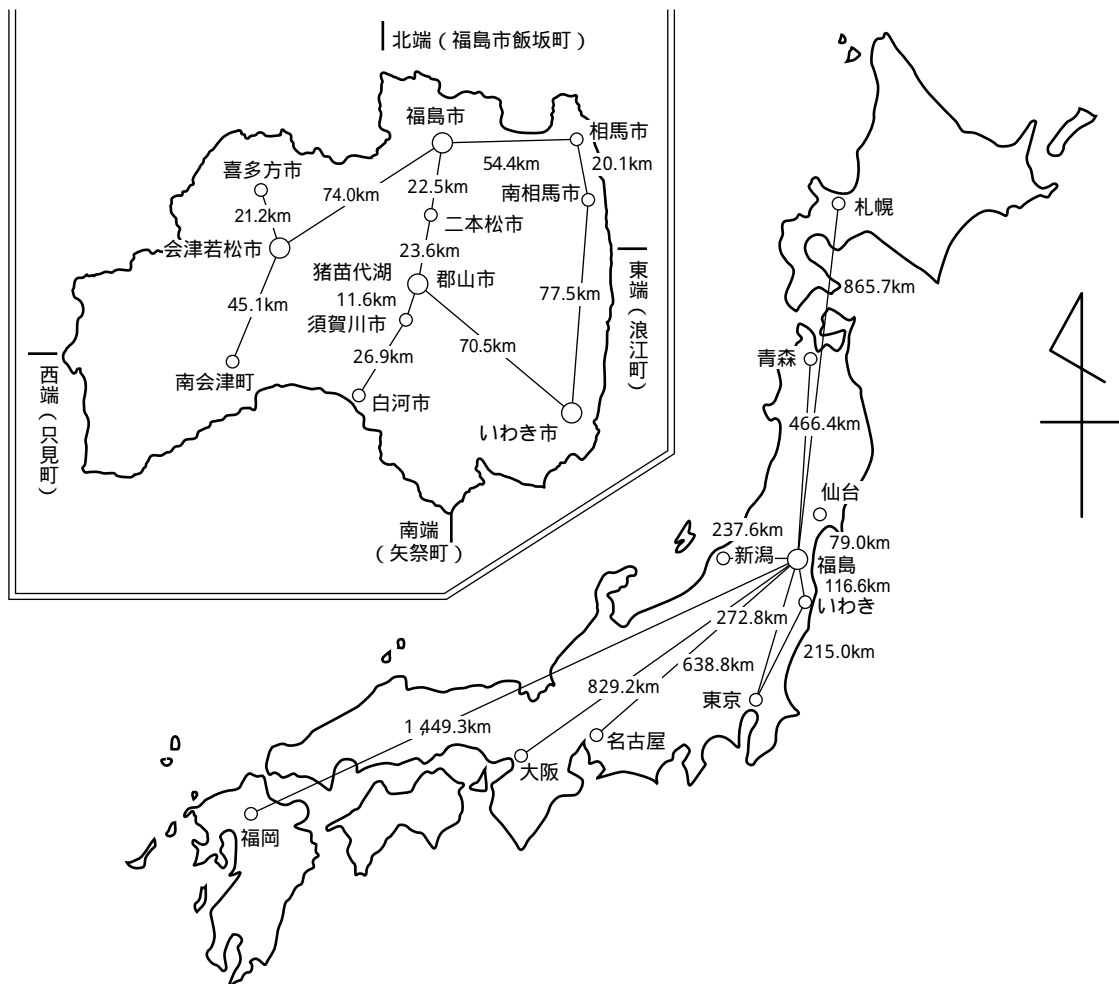 北端（福島市飯坂町）
福島市
相馬市
54.4km
20.1km
喜多方市
74.0km
22.5km
南相馬市
21.2km
二本松市
会津若松市
23.6km
猪苗代湖
郡山市
東端（浪江町）
45.1km
11.6km
77.5km
須賀川市
70.5km
26.9km
西端（只見町）
南会津町
白河市
いわき市
南端
（矢祭町）
札幌
865.7km
青森
466.4km
仙台
237.6km
79.0km
新潟
福島
116.6km
いわき
272.8km
215.0km
638.8km
829.2km
東京
1,449.3km
名古屋
大阪
福岡